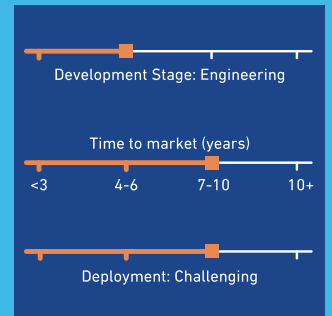 Development Stage: Engineering
Time to market (years)
<3 4-6 7-10 10+
Deployment: Challenging